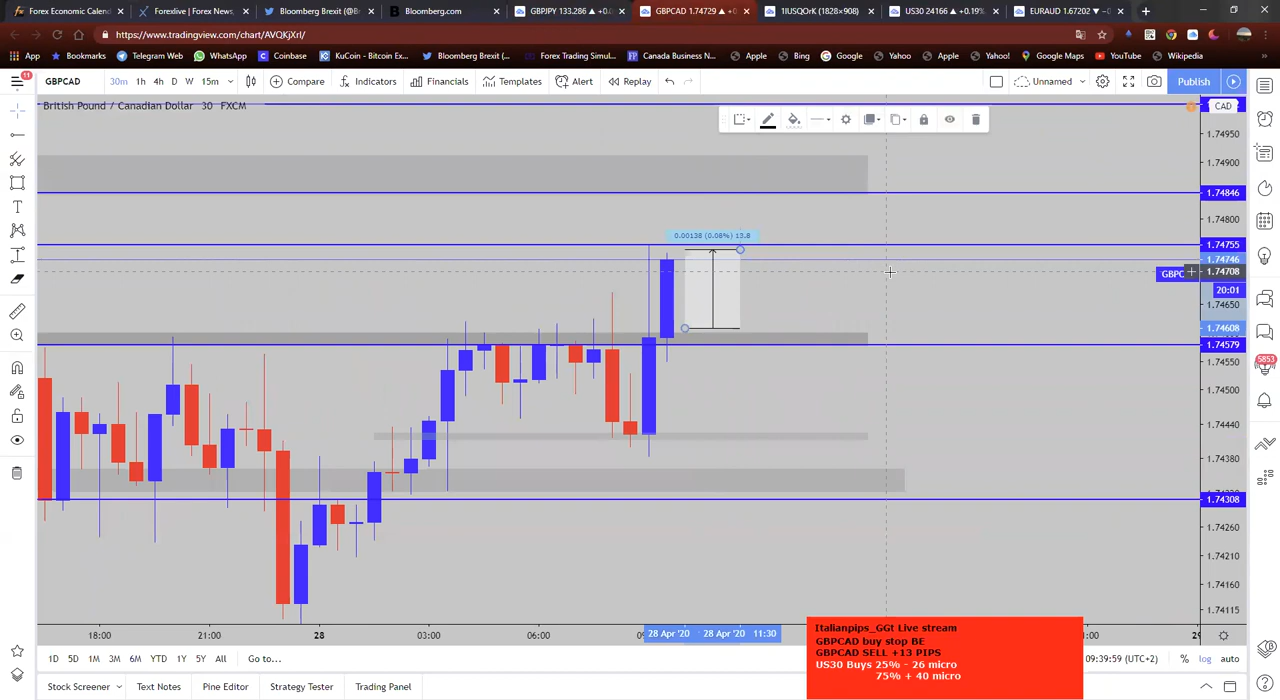 Forex Economic Calend
Forexlive | Forex News,
Bloomberg Brexit (@Br
Bloomberg.com
GBPJPY 133.286 ▲ +0.
GBPCAD 1.74729 ▲ +0
1IUSQOrK (1828×908)
US30 24166 ▲ +0.19%
EURAUD 1.67202 ▼ −0
https://www.tradingview.com/chart/AVQKjXrI/
App
Bookmarks
Telegram Web
WhatsApp
Coinbase
KuCoin - Bitcoin Ex...
Bloomberg Brexit (...
Forex Trading Simul...
Canada Business N...
Apple
Bing
Google
Yahoo
Apple
Yahoo!
Google Maps
YouTube
Wikipedia
11
GBPCAD
30m 1h 4h D W 15m
Compare
Indicators
Financials
Templates
Alert
Replay
Unnamed
Publish
British Pound / Canadian Dollar 30 FXCM
CAD
1.74950
1.74900
1.74846
1.74800
0.00138 (0.08%) 13.8
1.74755
1.74746
GBPC
1.74708
20:01
1.74650
1.74608
1.74579
1.74550
1.74500
1.74440
1.74380
1.74308
1.74260
1.74210
1.74160
1.74115
5853
18:00
21:00
28
03:00
06:00
28 Apr '20
28 Apr '20 11:30
Italianpips_GGt Live stream
GBPCAD buy stop BE
GBPCAD SELL +13 PIPS
US30 Buys 25% - 26 micro
75% + 40 micro
1D 5D 1M 3M 6M YTD 1Y 5Y All
Go to...
09:39:59 (UTC+2)
%
log
auto
Stock Screener
Text Notes
Pine Editor
Strategy Tester
Trading Panel